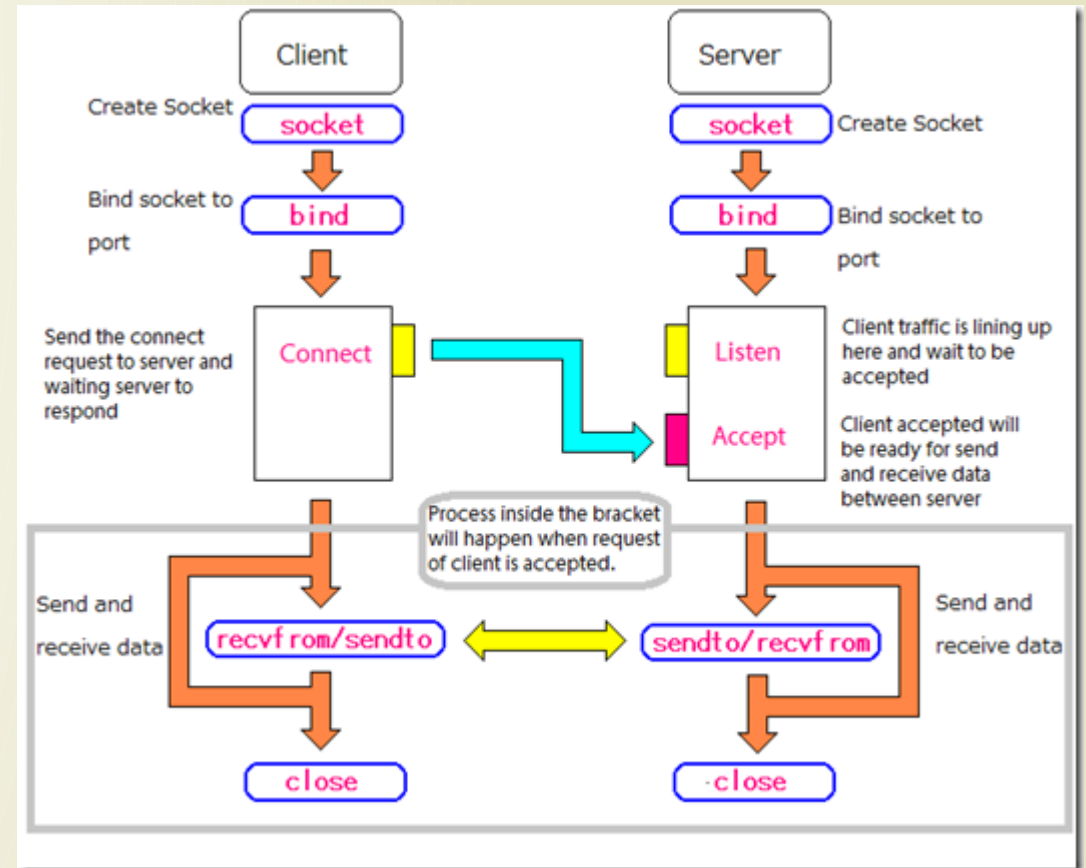 Client
Server
Create Socket
socket
socket
Create Socket
Bind socket to
port
bind
bind
Bind socket to
port
Send the connect
request to server and
waiting server to
respond
Connect
Listen
Client traffic is lining up
here and wait to be
accepted
Accept
Client accepted will
be ready for send
and receive data
between server
Process inside the bracket
will happen when request
of client is accepted.
Send and
receive data
recvfrom/sendto
sendto/recvfrom
Send and
receive data
close
close